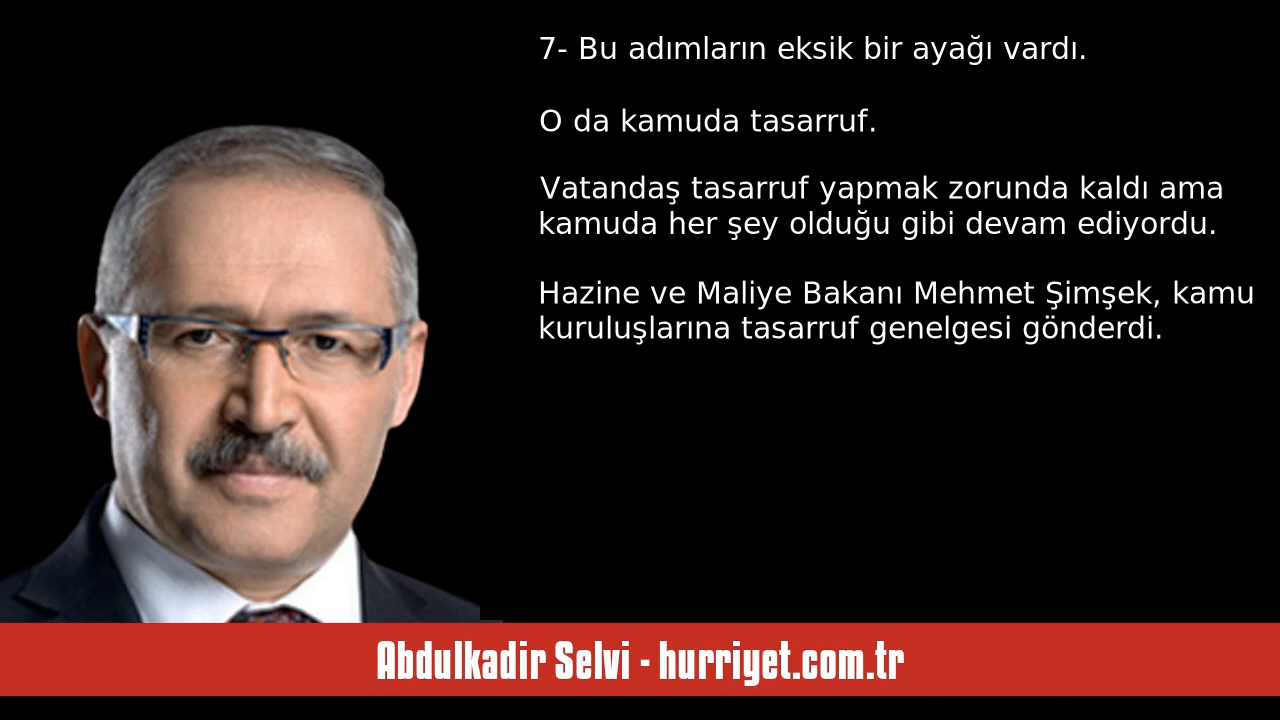 7- Bu adımların eksik bir ayağı vardı.
O da kamuda tasarruf.
Vatandaş tasarruf yapmak zorunda kaldı ama
kamuda her şey olduğu gibi devam ediyordu.
Hazine ve Maliye Bakanı Mehmet Şimşek, kamu
kuruluşlarına tasarruf genelgesi gönderdi.
Abdulkadir Selvi - hurriyet.com.tr